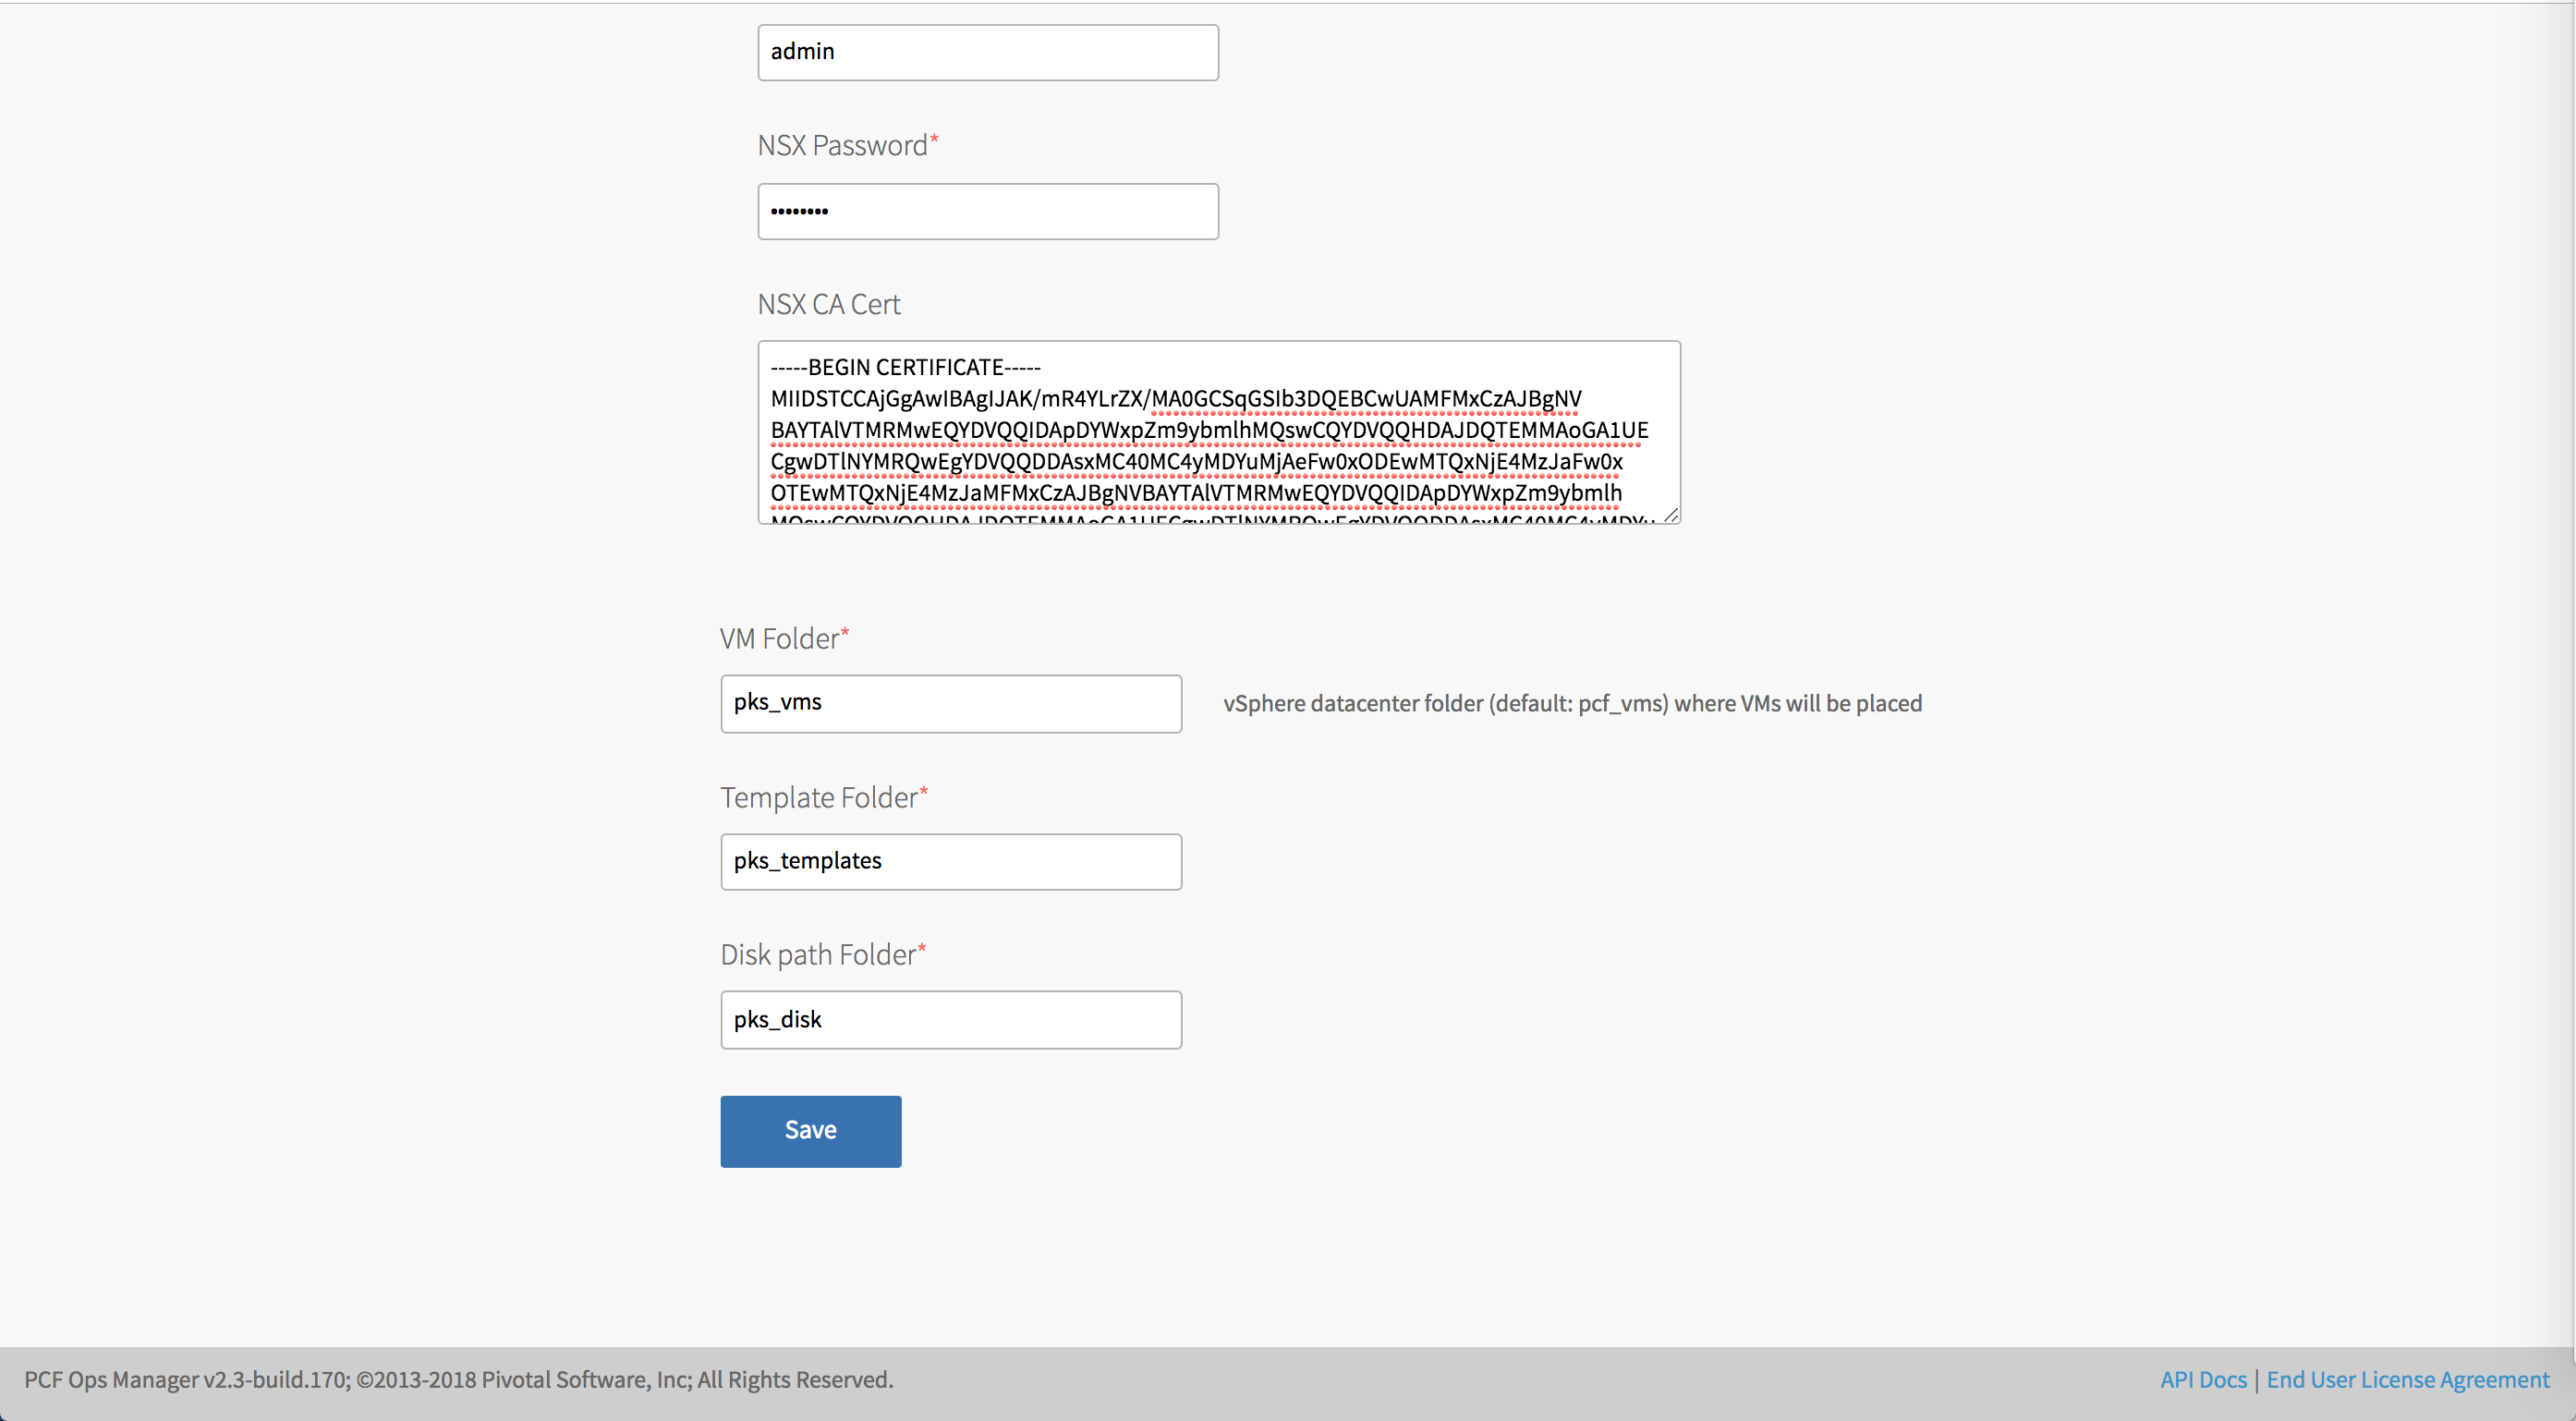 admin
NSX Password*
••••••••
NSX CA Cert
-----BEGIN CERTIFICATE-----
MIIDSTCCAjGgAwIBAgIJAK/mR4YLrZX/MA0GCSqGSIb3DQEBCwUAMFMxCzAJBgNV
BAYTAlVTMRMwEQYDVQQIDApDYWxpZm9ybmlhMQswCQYDVQQHDAJDQTEMMAoGA1UE
CgwDTlNYMRQwEgYDVQQDDAsxMC40MC4yMDYuMjAeFw0xODEwMTQxNjE4MzJaFw0x
OTEwMTQxNjE4MzJaMFMxCzAJBgNVBAYTAlVTMRMwEQYDVQQIDApDYWxpZm9ybmlh
MQswCQYDVQQHDAJDQTEMMAoGA1UECgwDTlNYMRQwEgYDVQQDDAsxMC40MC4yMDYu
VM Folder*
pks_vms
vSphere datacenter folder (default: pcf_vms) where VMs will be placed
Template Folder*
pks_templates
Disk path Folder*
pks_disk
Save
PCF Ops Manager v2.3-build.170; ©2013-2018 Pivotal Software, Inc; All Rights Reserved.
API Docs | End User License Agreement